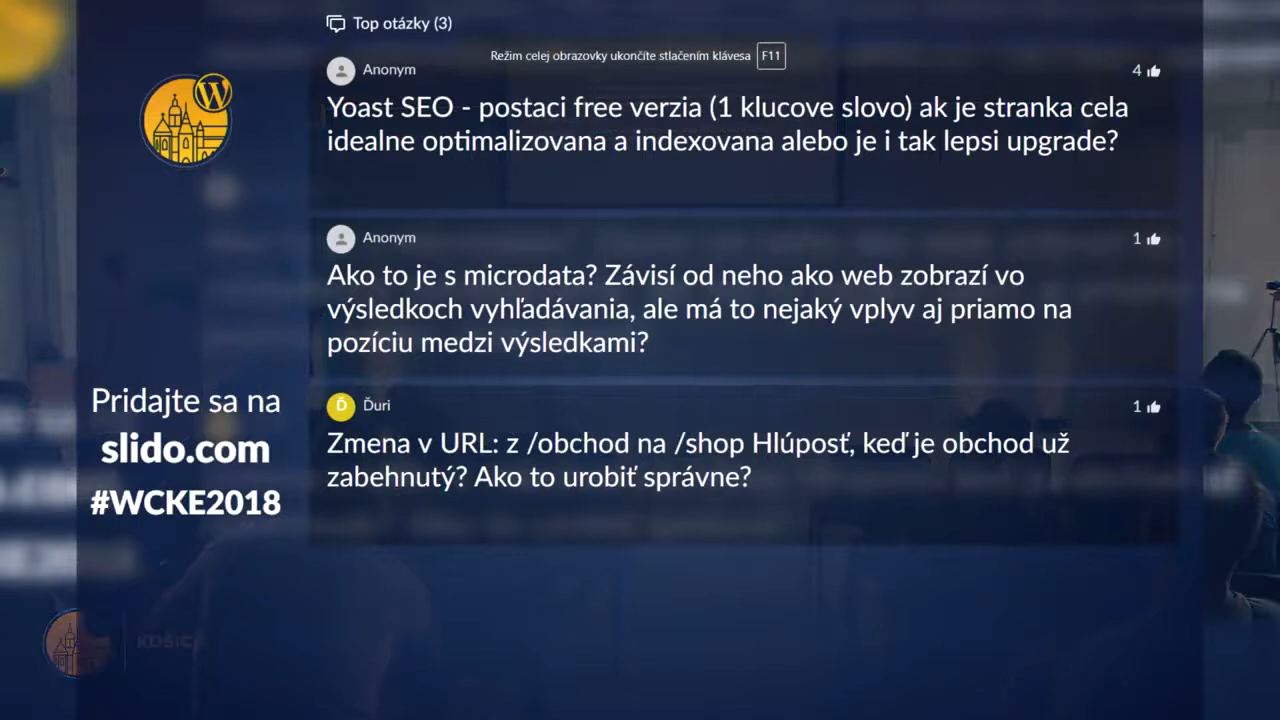 Top otázky (3)
Režim celej obrazovky ukončíte stlačením klávesa F11
Anonym
4
Yoast SEO - postaci free verzia (1 klucove slovo) ak je stranka cela
idealne optimalizovana a indexovana alebo je i tak lepsi upgrade?
Anonym
1
Ako to je s microdata? Závisí od neho ako web zobrazí vo
výsledkoch vyhľadávania, ale má to nejaký vplyv aj priamo na
pozíciu medzi výsledkami?
Ď Ďuri
1
Zmena v URL: z /obchod na /shop Hlúposť, keď je obchod už
zabehnutý? Ako to urobiť správne?
Pridajte sa na
slido.com
#WCKE2018